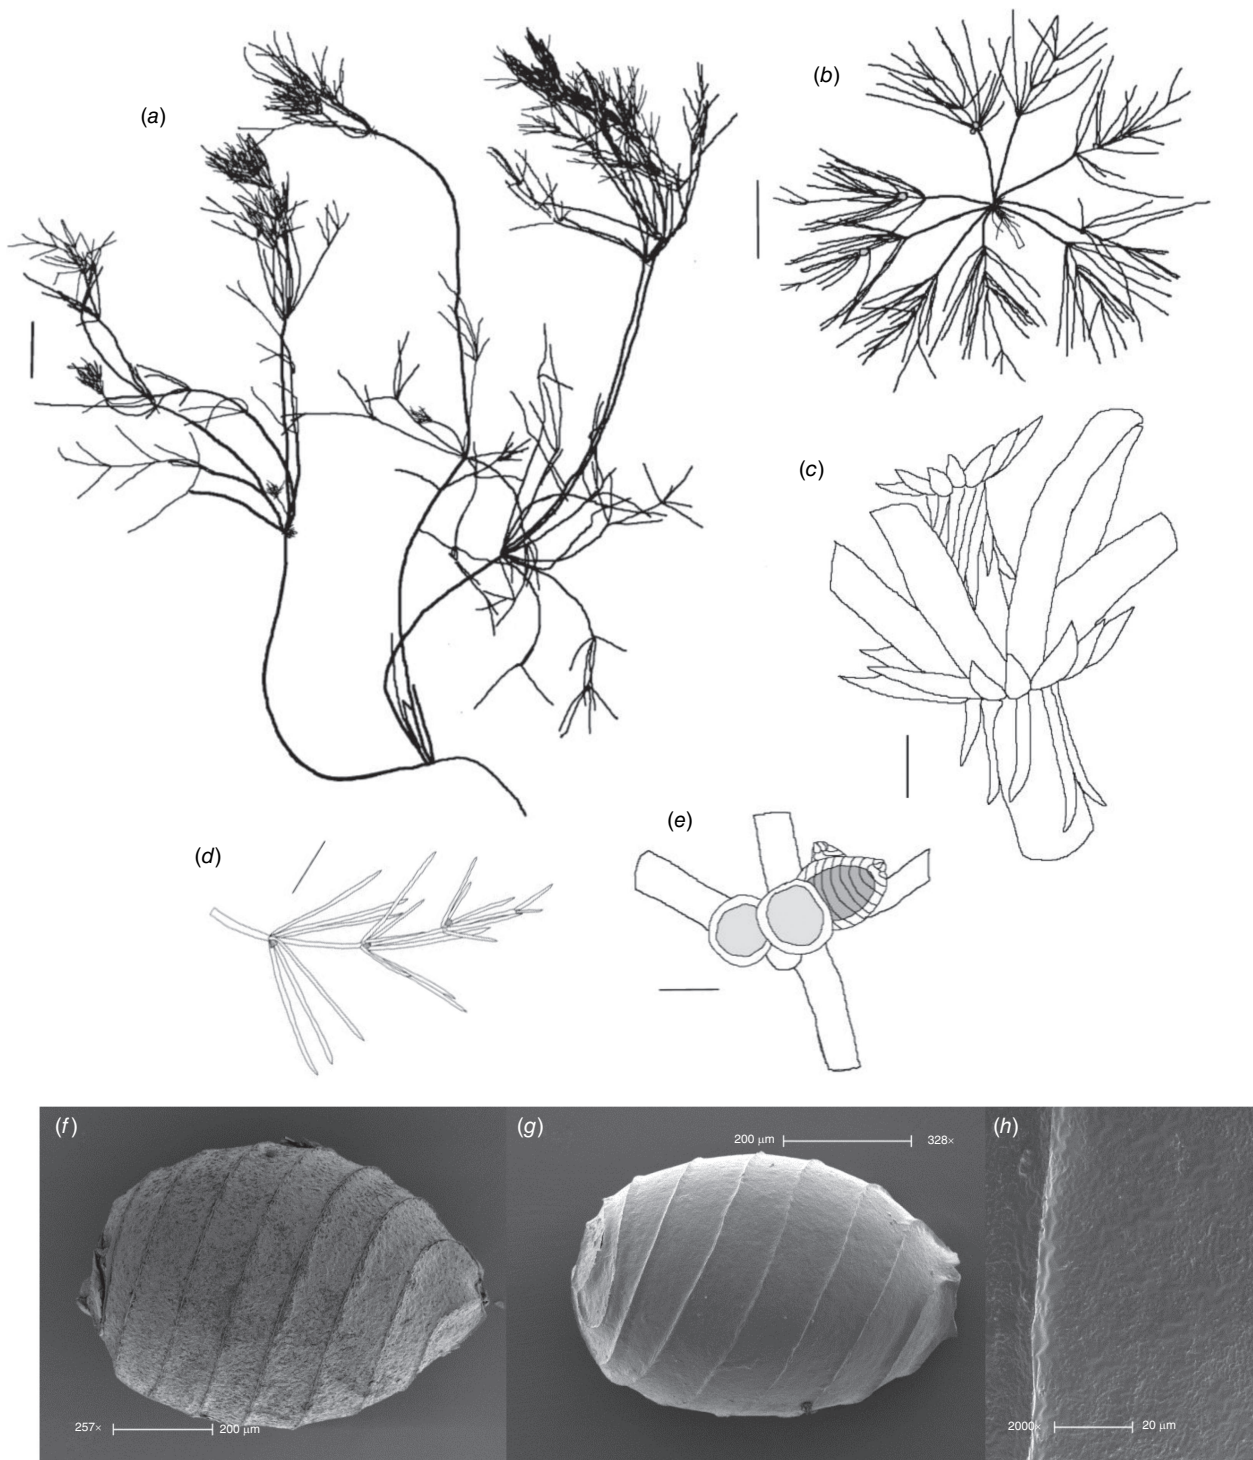 (a)
(b)
(c)
(d)
(e)
(f)
257×
200 μm
(g)
200 μm
328×
(h)
2000×
20 μm